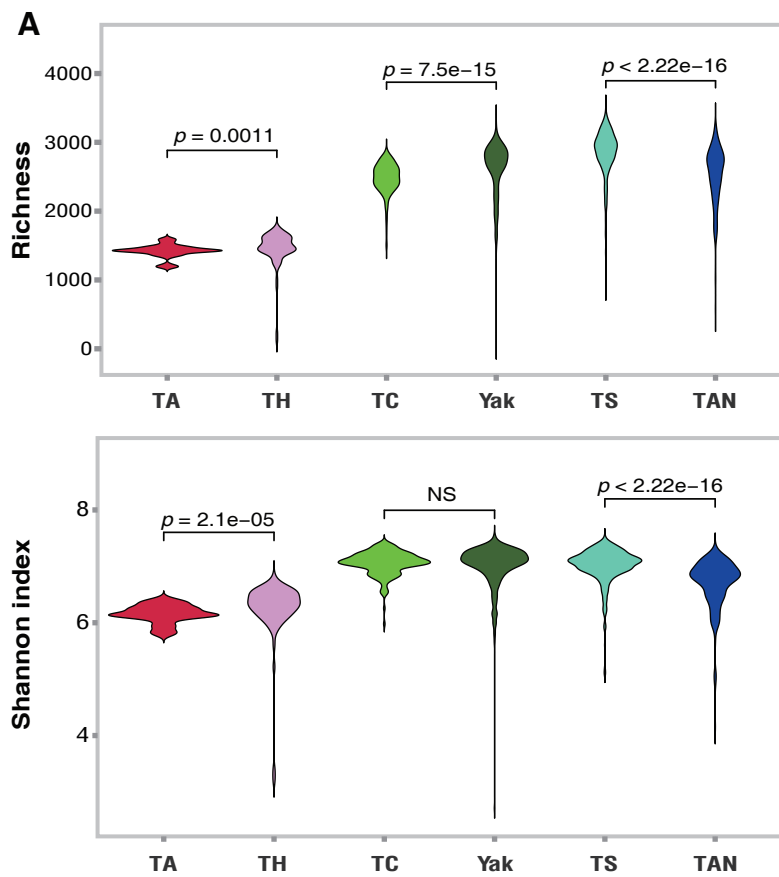 A
Richness
4000
3000
2000
1000
0
p = 0.0011
p = 7.5e−15
p < 2.22e−16
TA TH TC Yak TS TAN
Shannon index
8
6
4
p = 2.1e−05
NS
p < 2.22e−16
TA TH TC Yak TS TAN